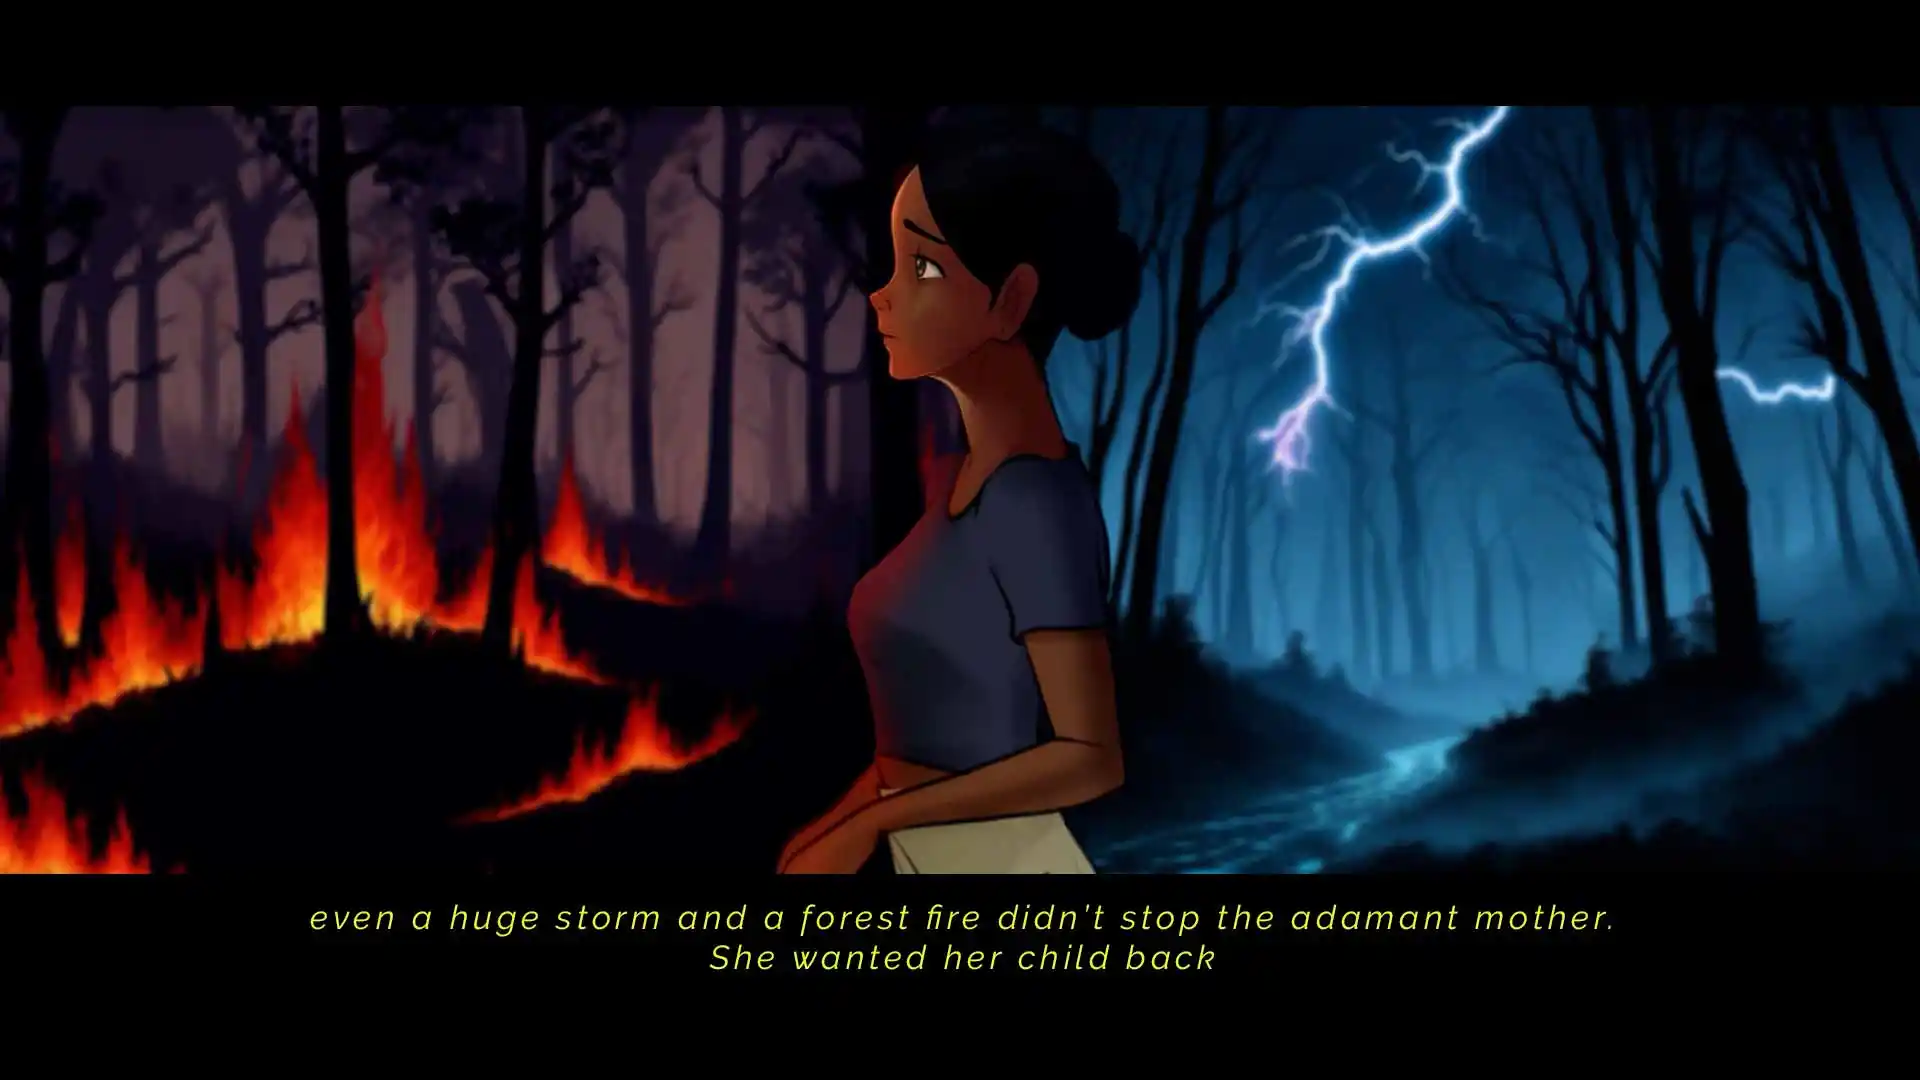 even a huge storm and a forest fire didn't stop the adamant mother.
She wanted her child back